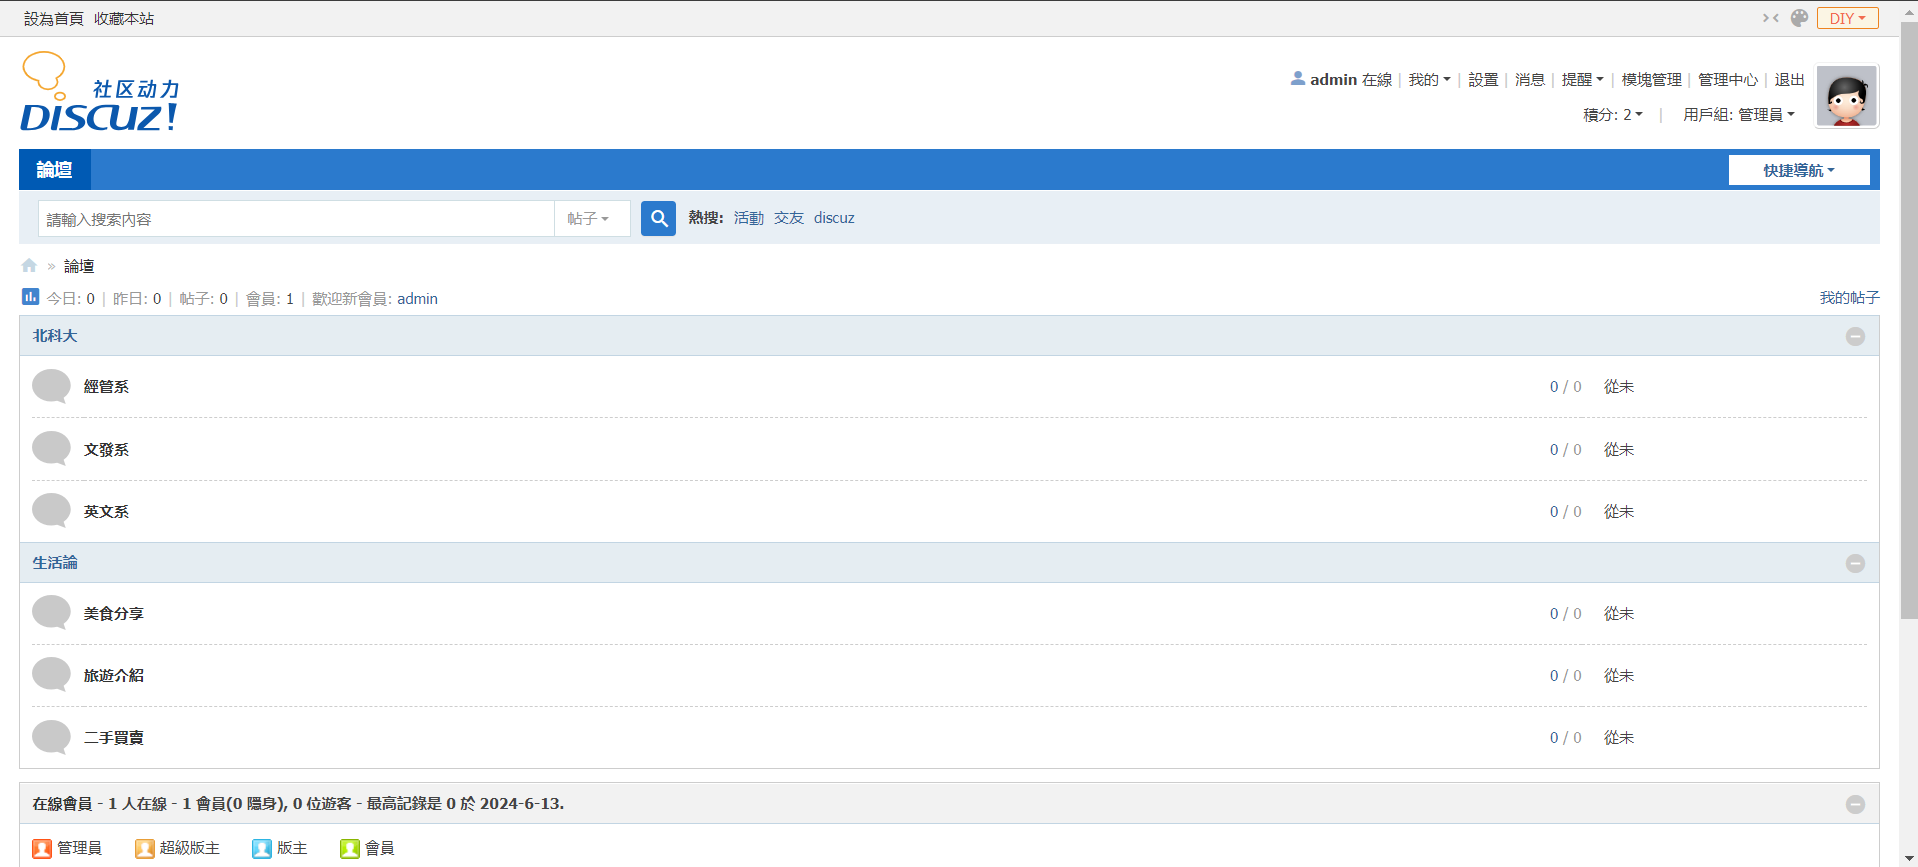 設為首頁 收藏本站
DIY
社区动力
DISCUZ!
admin 在線 | 我的 | 設置 | 消息 | 提醒 | 模塊管理 | 管理中心 | 退出
積分: 2 | 用戶組: 管理員
論壇
快捷導航
請輸入搜索內容 帖子 熱搜: 活動 交友 discuz
» 論壇
今日: 0 | 昨日: 0 | 帖子: 0 | 會員: 1 | 歡迎新會員: admin
我的帖子
北科大
經管系 0 / 0 從未
文發系 0 / 0 從未
英文系 0 / 0 從未
生活論
美食分享 0 / 0 從未
旅遊介紹 0 / 0 從未
二手買賣 0 / 0 從未
在線會員 - 1 人在線 - 1 會員(0 隱身), 0 位遊客 - 最高記錄是 0 於 2024-6-13.
管理員 超級版主 版主 會員